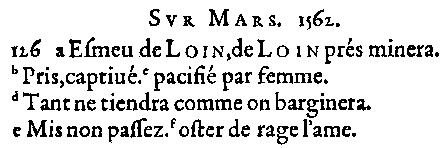 SVR MARS. 1562.
126 a Eſmeu de LOIN, de LOIN prés minera.
ᵇ Pris, captiué. ᶜ pacifié par femme.
ᵈ Tant ne tiendra comme on barginera.
e Mis non paſſez. ᶠ oſter de rage l'ame.